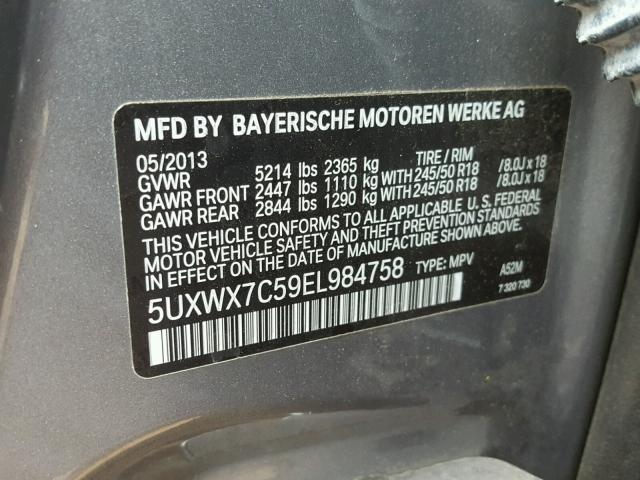 MFD BY BAYERISCHE MOTOREN WERKE AG
05/2013 TIRE / RIM
GVWR 5214 lbs 2365 kg
GAWR FRONT 2447 lbs 1110 kg WITH 245/50 R18 /8.0J x 18
GAWR REAR 2844 lbs 1290 kg WITH 245/50 R18 /8.0J x 18
THIS VEHICLE CONFORMS TO ALL APPLICABLE U. S. FEDERAL
MOTOR VEHICLE SAFETY AND THEFT PREVENTION STANDARDS
IN EFFECT ON THE DATE OF MANUFACTURE SHOWN ABOVE.
5UXWX7C59EL984758 TYPE: MPV A52M
7 320 730